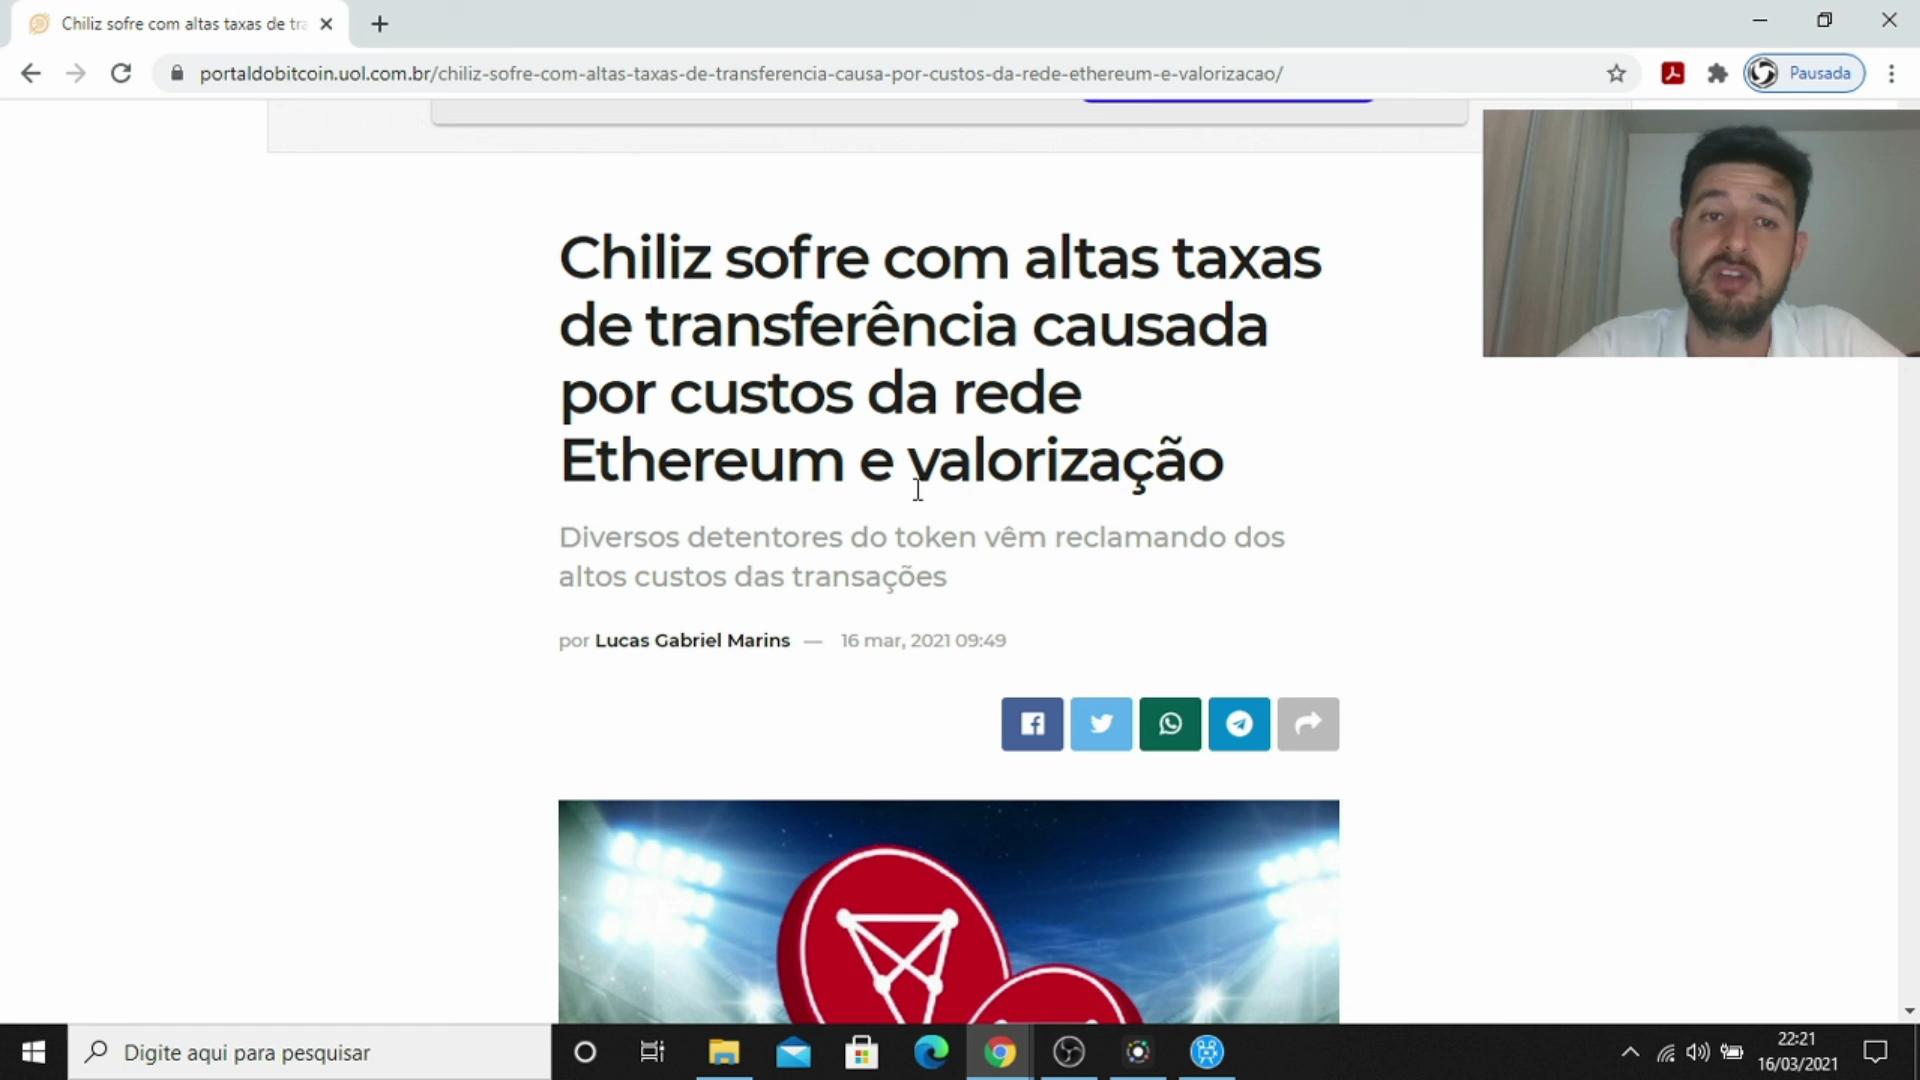 Chiliz sofre com altas taxas de tra
portaldobitcoin.uol.com.br/chiliz-sofre-com-altas-taxas-de-transferencia-causa-por-custos-da-rede-ethereum-e-valorizacao/
Pausada
Chiliz sofre com altas taxas
de transferência causada
por custos da rede
Ethereum e valorização
Diversos detentores do token vêm reclamando dos
altos custos das transações
por Lucas Gabriel Marins — 16 mar, 2021 09:49
Digite aqui para pesquisar
22:21
16/03/2021